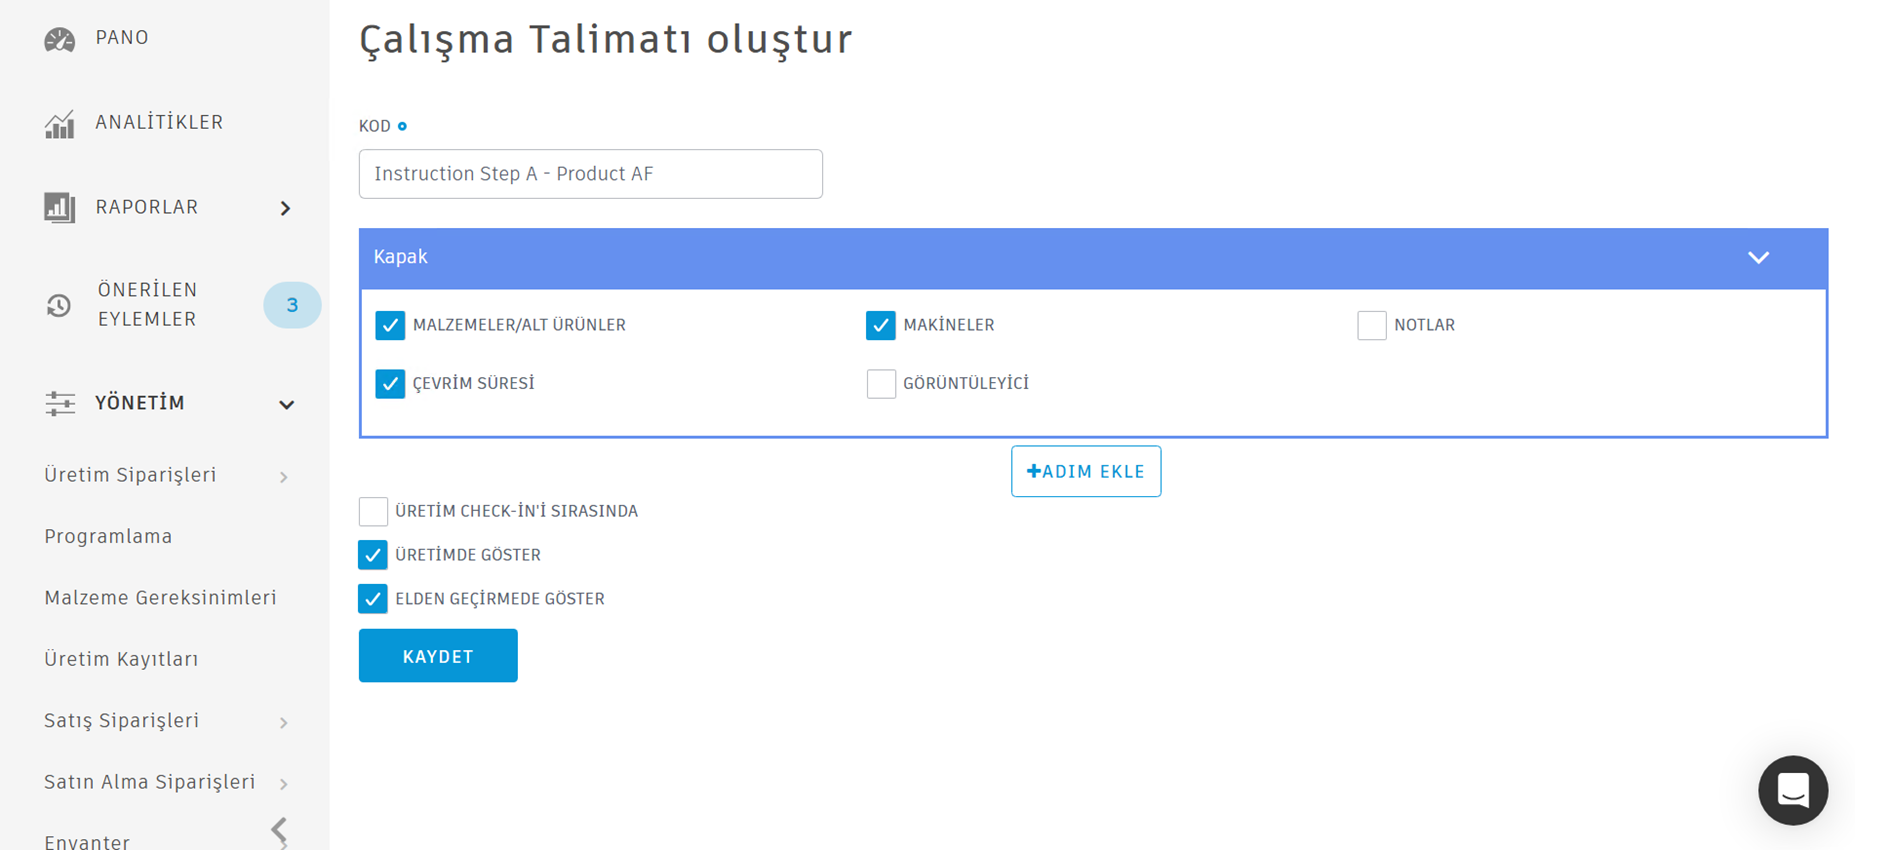 PANO
ANALİTİKLER
RAPORLAR
ÖNERİLEN
EYLEMLER
3
YÖNETİM
Üretim Siparişleri
Programlama
Malzeme Gereksinimleri
Üretim Kayıtları
Satış Siparişleri
Satın Alma Siparişleri
Envanter
Çalışma Talimatı oluştur
KOD
Instruction Step A - Product AF
Kapak
MALZEMELER/ALT ÜRÜNLER
MAKİNELER
NOTLAR
ÇEVRİM SÜRESİ
GÖRÜNTÜLEYİCİ
+ADIM EKLE
ÜRETİM CHECK-İN'İ SIRASINDA
ÜRETİMDE GÖSTER
ELDEN GEÇİRMEDE GÖSTER
KAYDET